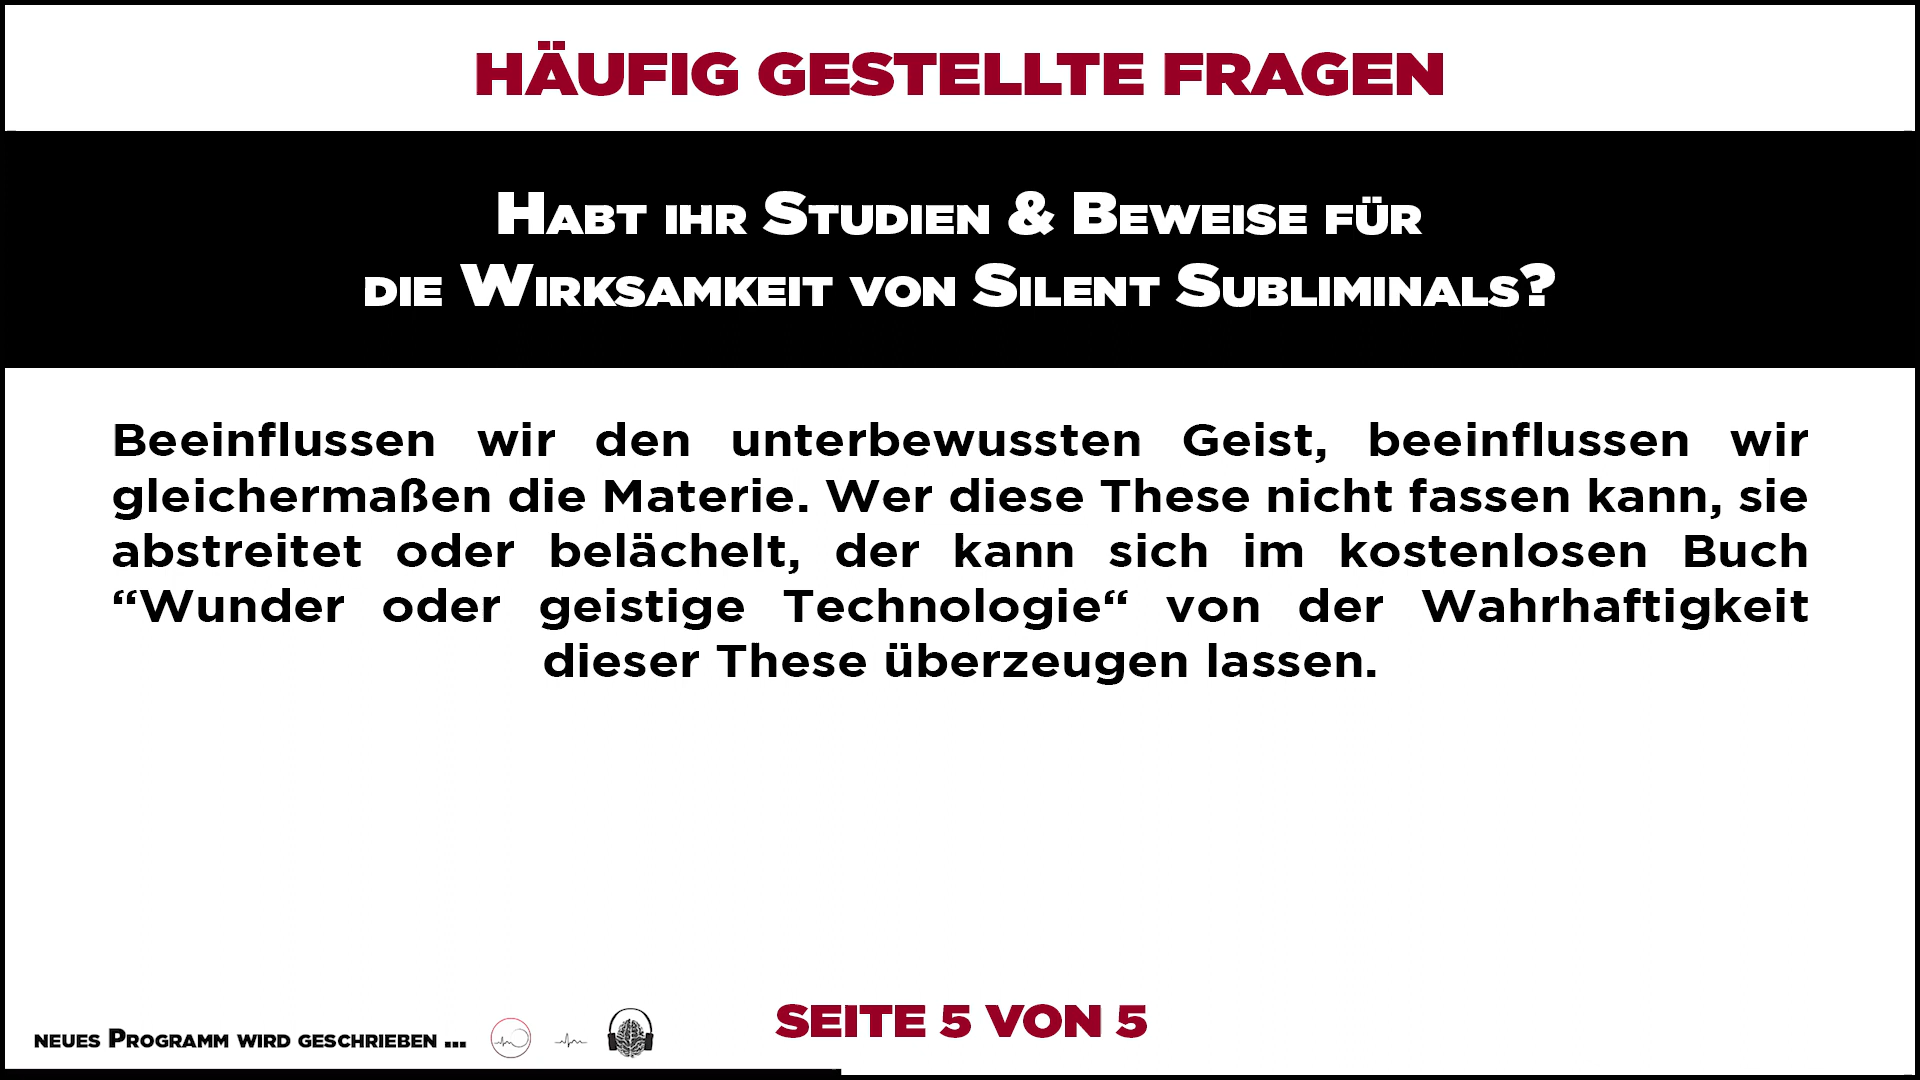 HÄUFIG GESTELLTE FRAGEN
Habt ihr Studien & Beweise für
die Wirksamkeit von Silent Subliminals?
Beeinflussen wir den unterbewussten Geist, beeinflussen wir
gleichermaßen die Materie. Wer diese These nicht fassen kann, sie
abstreitet oder belächelt, der kann sich im kostenlosen Buch
“Wunder oder geistige Technologie“ von der Wahrhaftigkeit
dieser These überzeugen lassen.
neues Programm wird geschrieben ...
SEITE 5 VON 5